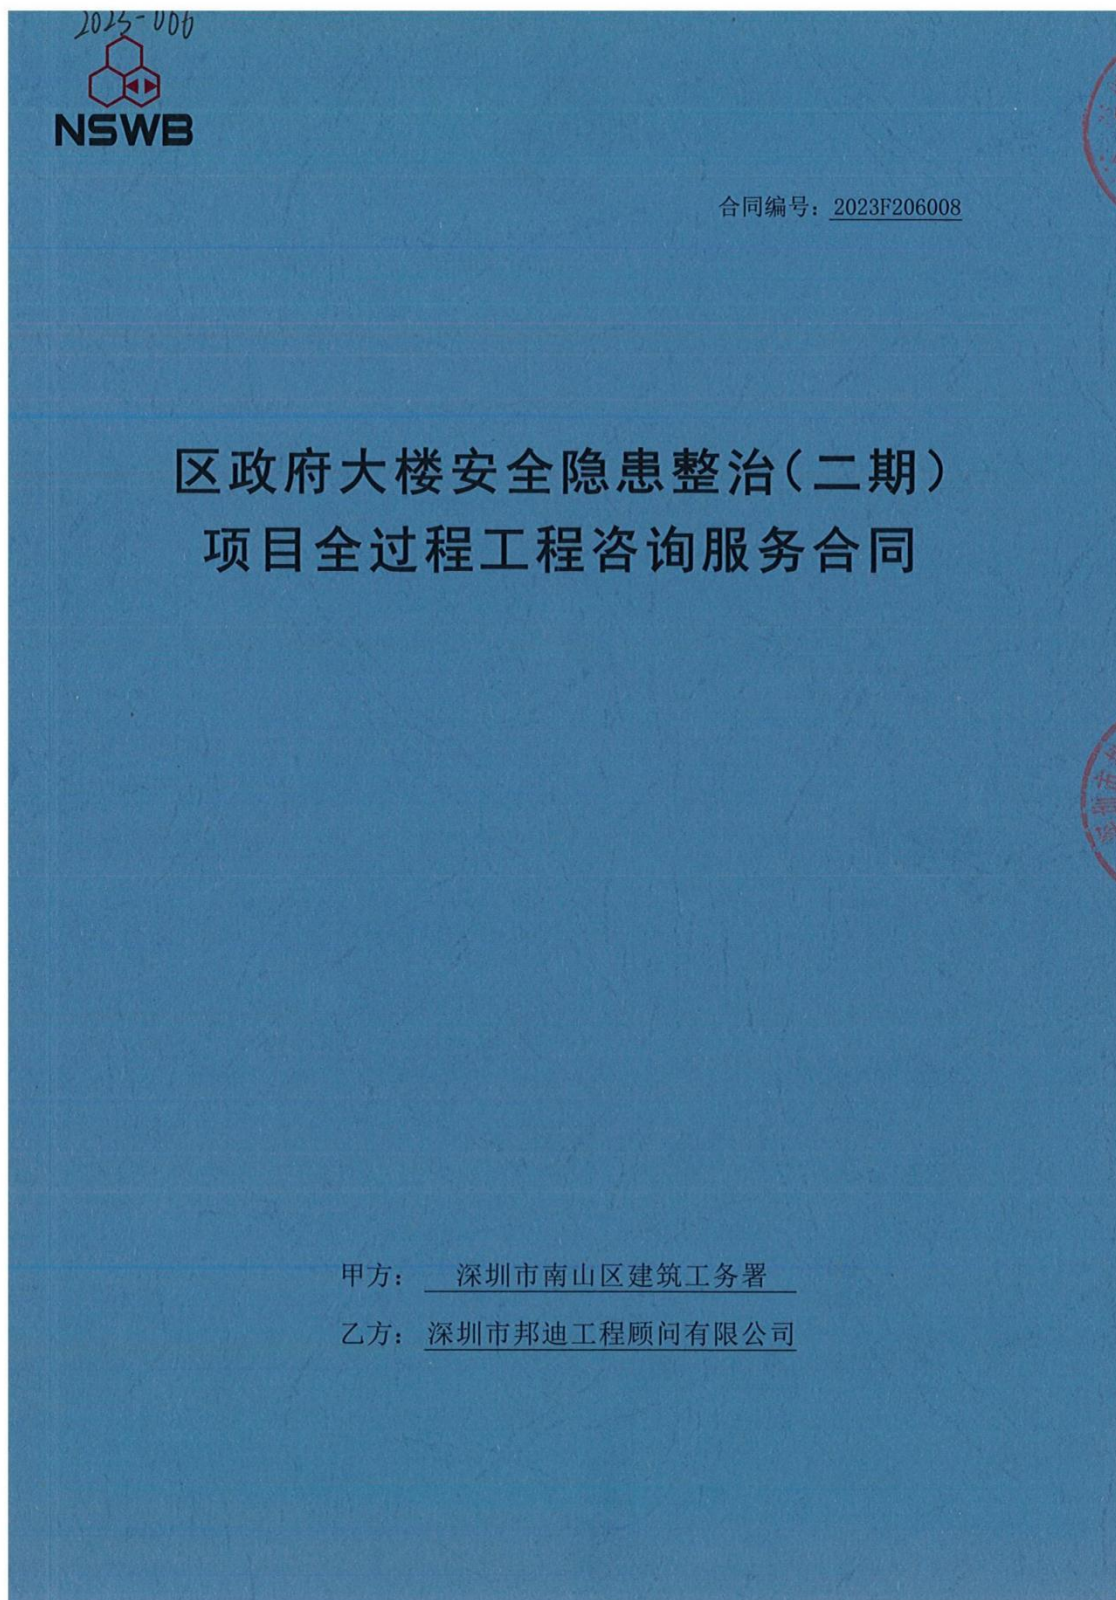 2023-006
NSWB
合同编号：2023F206008
区政府大楼安全隐患整治（二期）
项目全过程工程咨询服务合同
甲方：深圳市南山区建筑工务署
乙方：深圳市邦迪工程顾问有限公司